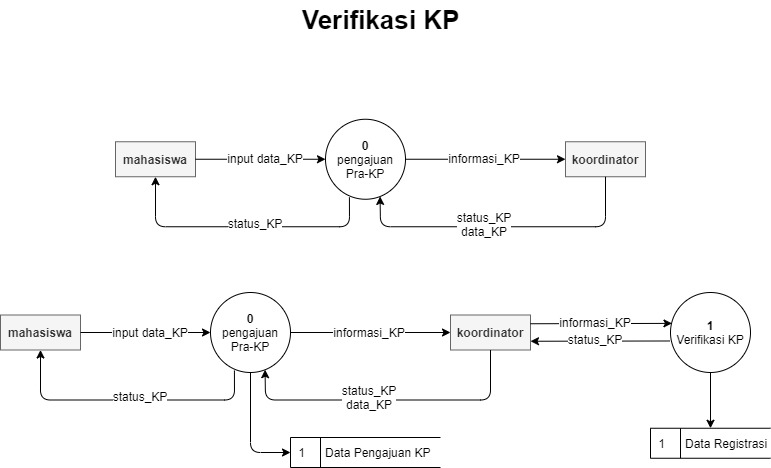 Verifikasi KP
0
mahasiswa
input data_KP
pengajuan
Pra-KP
informasi_KP
koordinator
status_KP
status_KP
data_KP
0
mahasiswa
input data_KP
pengajuan
Pra-KP
informasi_KP
koordinator
informasi_KP
status_KP
1
Verifikasi KP
status_KP
status_KP
data_KP
1
Data Pengajuan KP
1
Data Registrasi